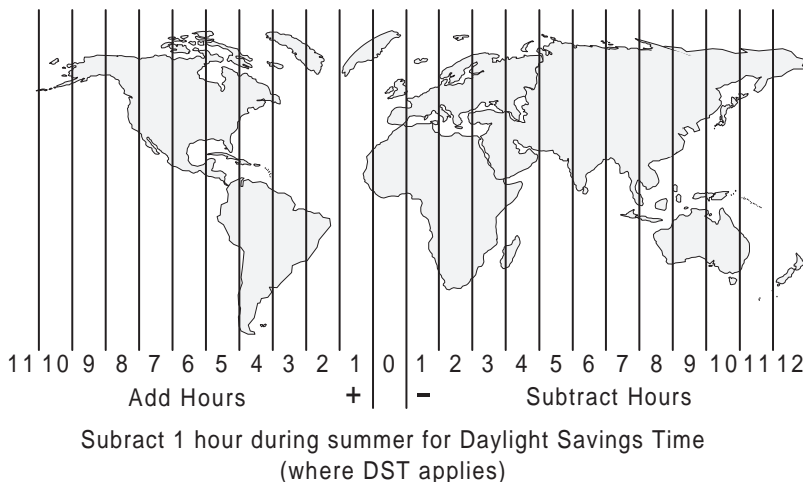 11 10 9 8 7 6 5 4 3 2 1 0 1 2 3 4 5 6 7 8 9 10 11 12
Add Hours + - Subtract Hours
Subract 1 hour during summer for Daylight Savings Time
(where DST applies)